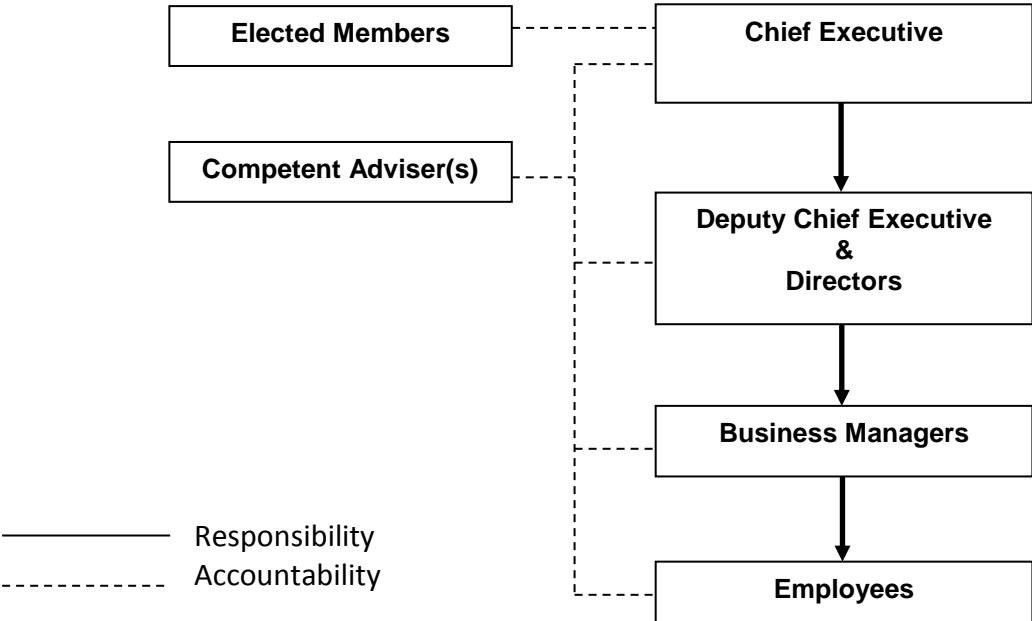 Elected Members
Chief Executive
Competent Adviser(s)
Deputy Chief Executive
&
Directors
Business Managers
Responsibility
Accountability
Employees